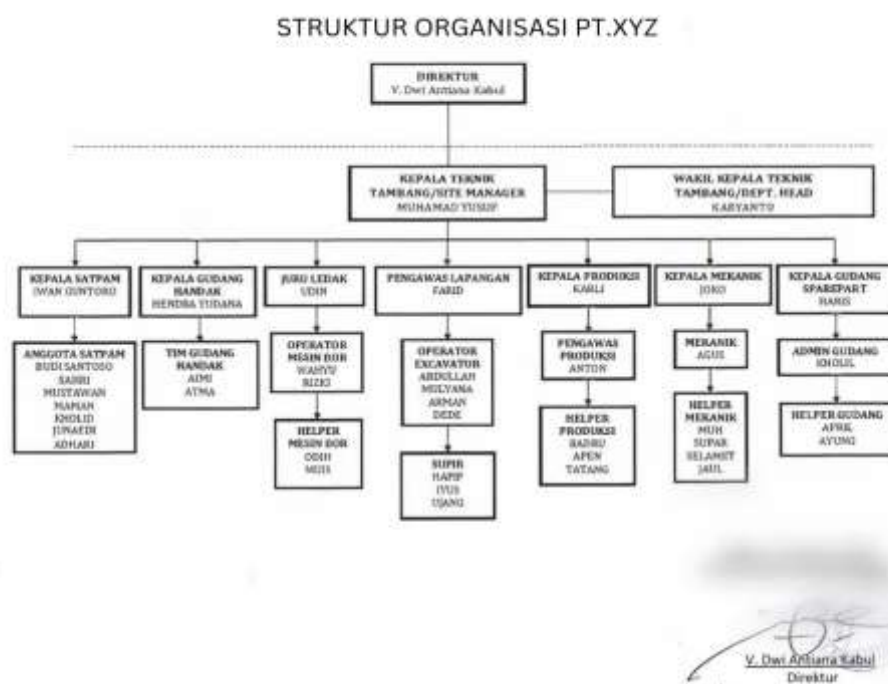 STRUKTUR ORGANISASI PT.XYZ
DIREKTUR
V. Dwi Antiana Kabul
KEPALA TEKNIK
TAMBANG/SITE MANAGER
MUHAMAD YUSUF
WAKIL KEPALA TEKNIK
TAMBANG/DEPT. HEAD
KARYANTO
KEPALA SATPAM
IWAN GUNTORO
KEPALA GUDANG
HANDAK
HENDRA YUDANA
JURU LEDAK
UDIN
PENGAWAS LAPANGAN
FARID
KEPALA PRODUKSI
KARLI
KEPALA MEKANIK
JOKO
KEPALA GUDANG
SPAREPART
HARIS
ANGGOTA SATPAM
BUDI SANTOSO
SAHRI
MUSTAWAN
MAMAN
KHOLID
JUNAEDI
ADHARI
TIM GUDANG
HANDAK
AIMI
ATMA
OPERATOR
MESIN BOR
WAHYU
RIZKI
HELPER
MESIN BOR
ODIH
MUIS
OPERATOR
EXCAVATOR
ABDULLAH
MULYANA
ARMAN
DEDE
SUPIR
HAPIP
IYUS
UJANG
PENGAWAS
PRODUKSI
ANTON
HELPER
PRODUKSI
BADRU
APEN
TATANG
MEKANIK
AGUS
HELPER
MEKANIK
MUH
SUPAR
SELAMET
JAUL
ADMIN GUDANG
KHOLIL
HELPER GUDANG
APRIK
AYUNG
V. Dwi Antiana Kabul
Direktur